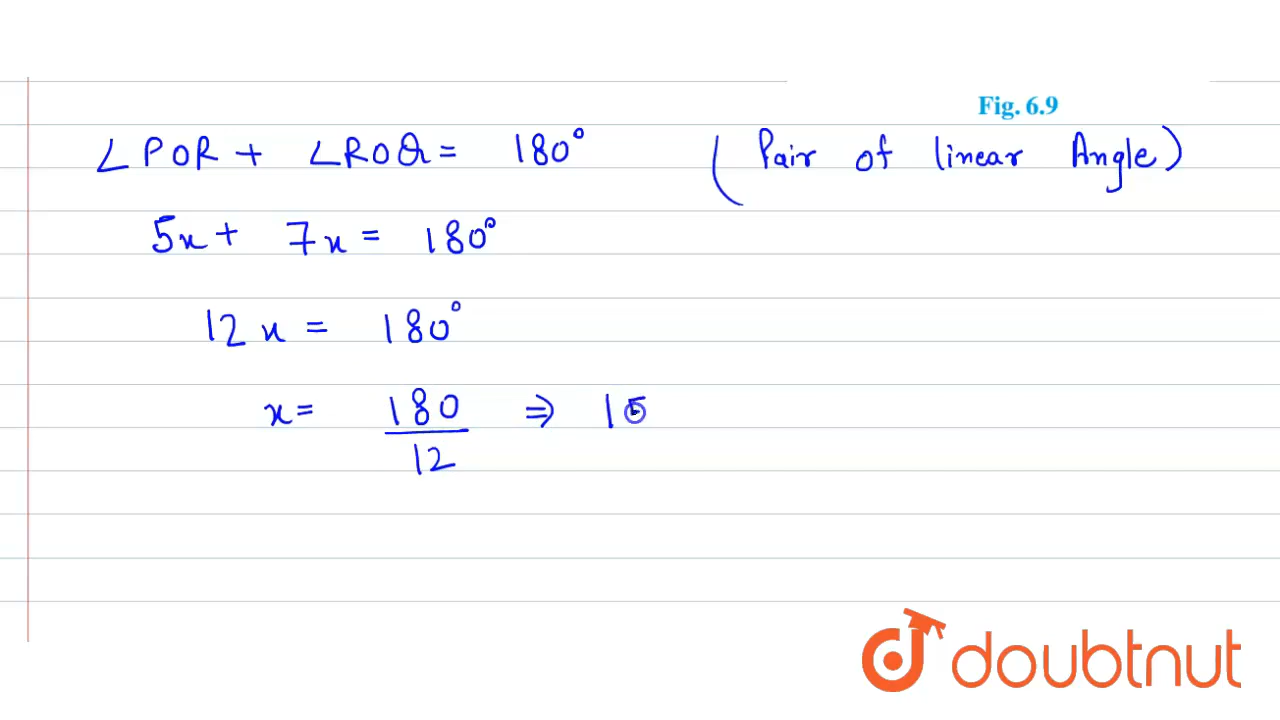 Fig. 6.9
∠POR + ∠ROQ = 180° (Pair of linear Angle)
5x + 7x = 180°
12x = 180°
x = 180/12 ⇒ 15
doubtnut